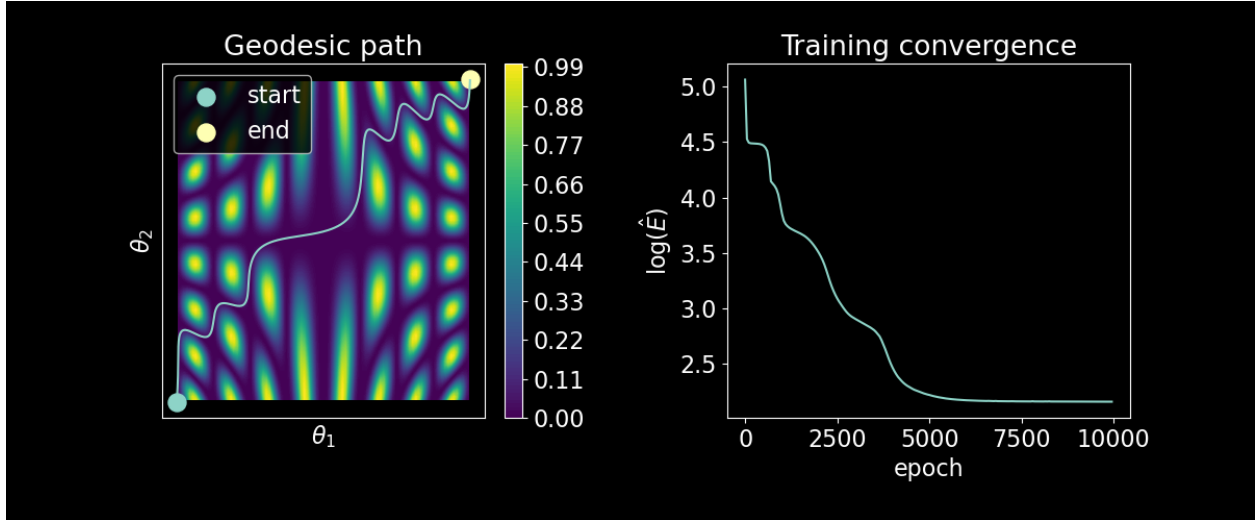 Geodesic path
start
end
θ₂
θ₁
0.99
0.88
0.77
0.66
0.55
0.44
0.33
0.22
0.11
0.00
Training convergence
log(Ê)
5.0
4.5
4.0
3.5
3.0
2.5
0 2500 5000 7500 10000
epoch